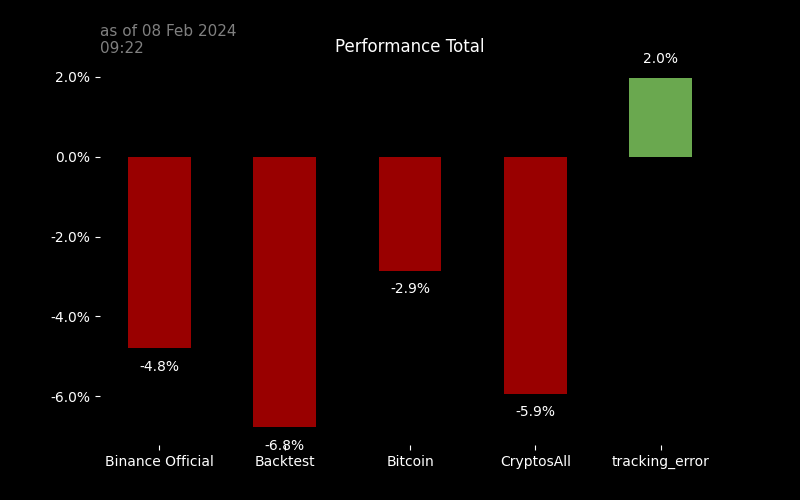 as of 08 Feb 2024
09:22
Performance Total
2.0%
2.0%
0.0%
-2.0%
-2.9%
-4.0%
-4.8%
-6.0%
-5.9%
-6.8%
Binance Official
Backtest
Bitcoin
CryptosAll
tracking_error